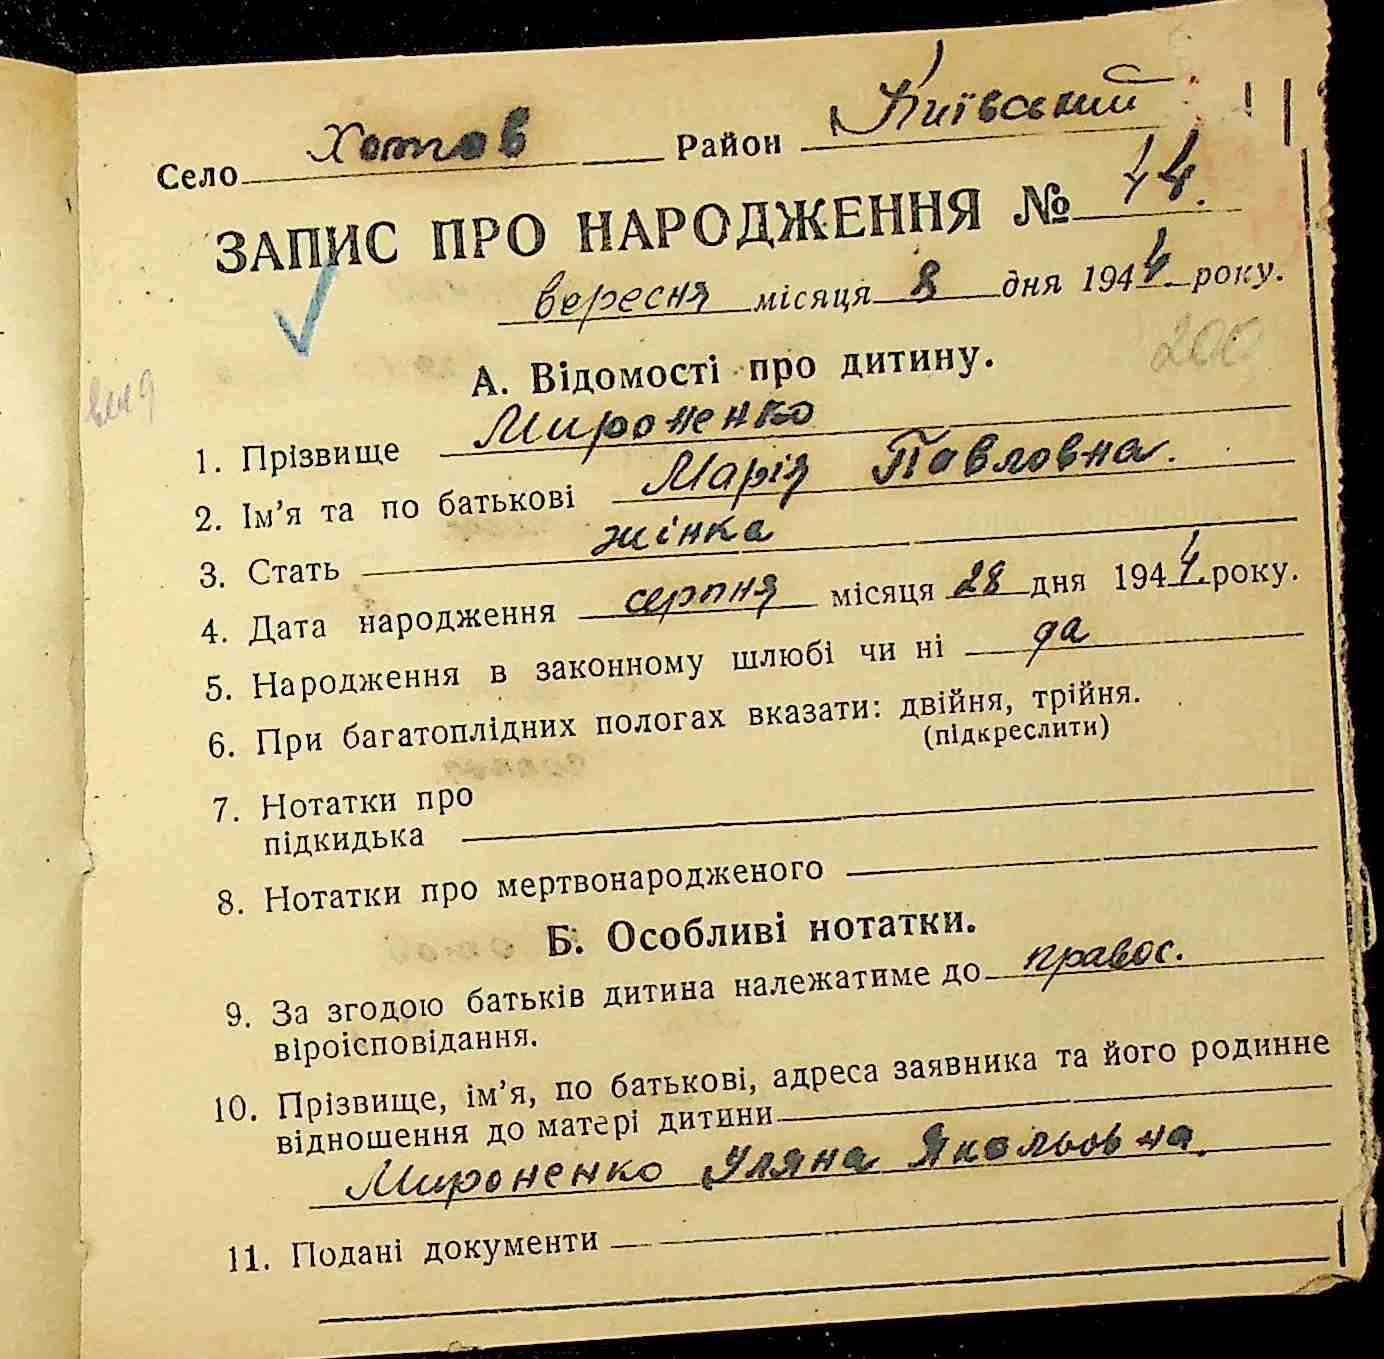 Село Хотов Район Київський
ЗАПИС ПРО НАРОДЖЕННЯ № 44.
вересня місяця 8 дня 1944 року.
200
А. Відомості про дитину.
1. Прізвище Мироненко
2. Ім'я та по батькові Марія Павловна.
3. Стать жінка
4. Дата народження серпня місяця 28 дня 1944 року.
5. Народження в законному шлюбі чи ні да
6. При багатоплідних пологах вказати: двійня, трійня.
(підкреслити)
7. Нотатки про
підкидька
8. Нотатки про мертвонародженого
Б. Особливі нотатки.
9. За згодою батьків дитина належатиме до правос.
віроісповідання.
10. Прізвище, ім'я, по батькові, адреса заявника та його родинне
відношення до матері дитини
Мироненко Уляна Якольовна.
11. Подані документи